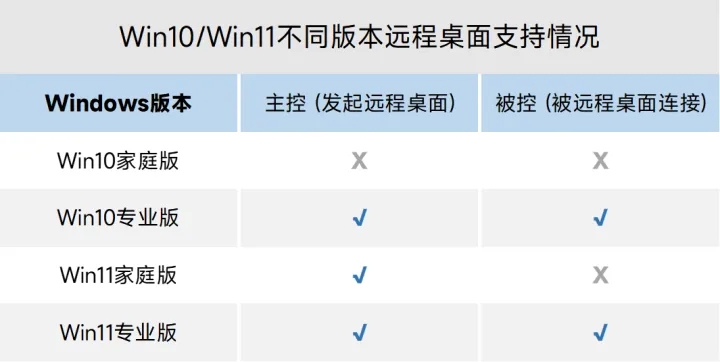 Win10/Win11不同版本远程桌面支持情况
Windows版本 主控 (发起远程桌面) 被控 (被远程桌面连接)
Win10家庭版 X X
Win10专业版 √ √
Win11家庭版 √ X
Win11专业版 √ √